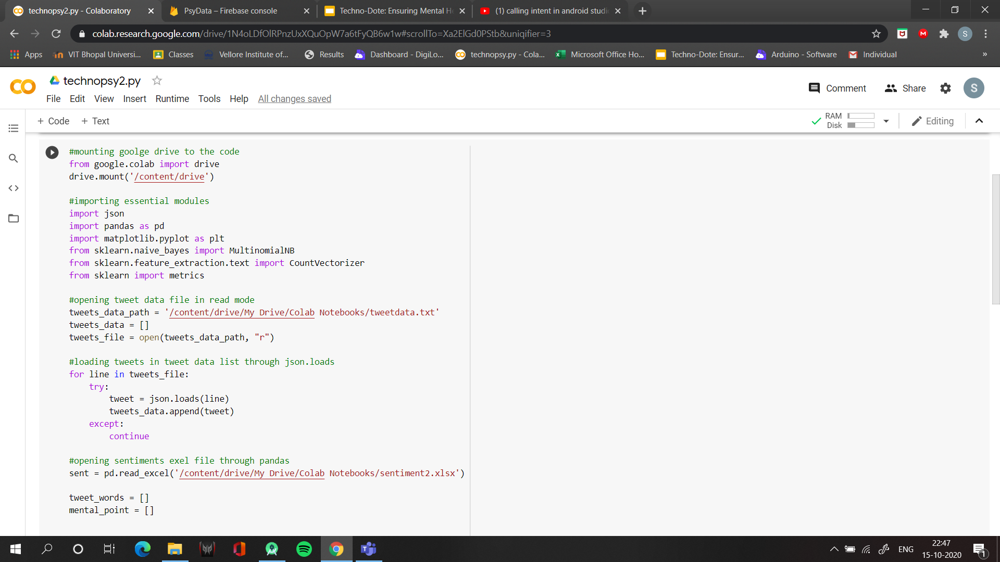 technopsy2.py - Colaboratory
PsyData – Firebase console
Techno-Dote: Ensuring Mental He
(1) calling intent in android studio
colab.research.google.com/drive/1N4oLDfOlRPnzUxXQuOpW7a6tFyQB6w1w#scrollTo=Xa2ElGd0PStb&uniqifier=3
S
Apps
VIT Bhopal Universi...
Classes
Vellore Institute of...
Results
Dashboard - DigiLo...
technopsy.py - Cola...
Microsoft Office Ho...
Techno-Dote: Ensur...
Arduino - Software
Individual
»
technopsy2.py
File Edit View Insert Runtime Tools Help All changes saved
Comment
Share
S
+ Code + Text
RAM
Disk
Editing
#mounting goolge drive to the code
from google.colab import drive
drive.mount('/content/drive')
#importing essential modules
import json
import pandas as pd
import matplotlib.pyplot as plt
from sklearn.naive_bayes import MultinomialNB
from sklearn.feature_extraction.text import CountVectorizer
from sklearn import metrics
#opening tweet data file in read mode
tweets_data_path = '/content/drive/My Drive/Colab Notebooks/tweetdata.txt'
tweets_data = []
tweets_file = open(tweets_data_path, "r")
#loading tweets in tweet data list through json.loads
for line in tweets_file:
    try:
        tweet = json.loads(line)
        tweets_data.append(tweet)
    except:
        continue
#opening sentiments exel file through pandas
sent = pd.read_excel('/content/drive/My Drive/Colab Notebooks/sentiment2.xlsx')
tweet_words = []
mental_point = []
ENG
22:47
15-10-2020
1